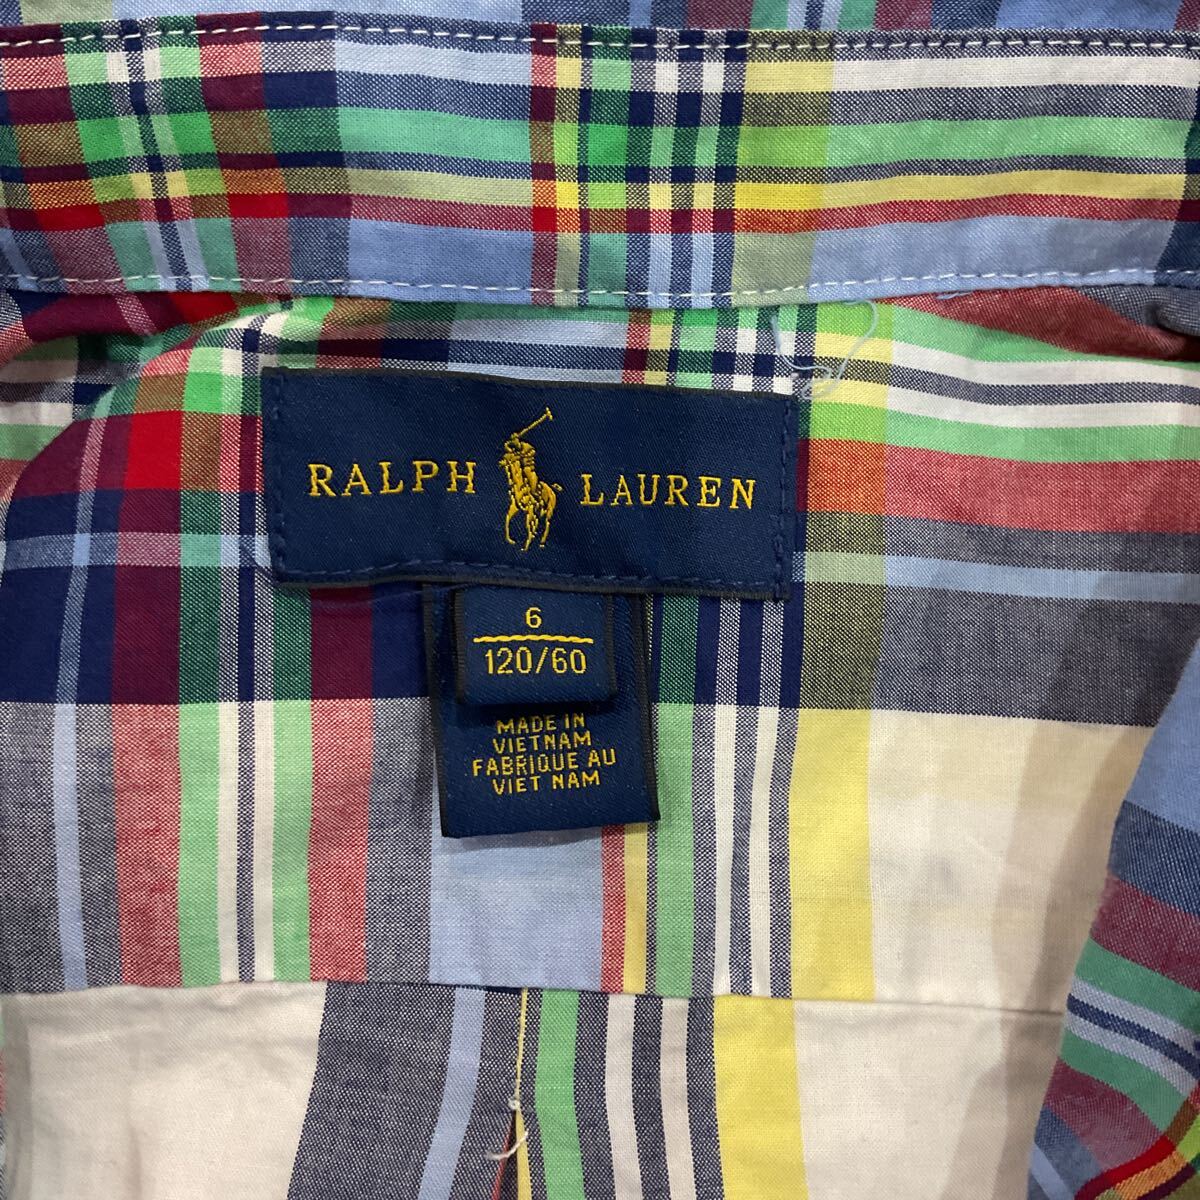 RALPH LAUREN
6
120/60
MADE IN
VIETNAM
FABRIQUE AU
VIET NAM